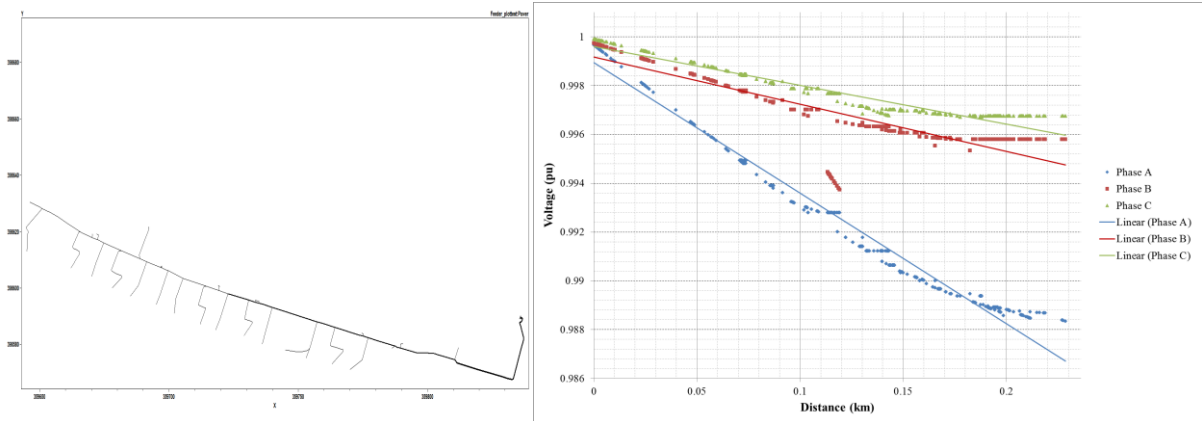 Y
X
1
0.998
0.996
0.994
0.992
0.99
0.988
0.986
0
0.05
0.1
0.15
0.2
Voltage (pu)
Distance (km)
Phase A
Phase B
Phase C
Linear (Phase A)
Linear (Phase B)
Linear (Phase C)